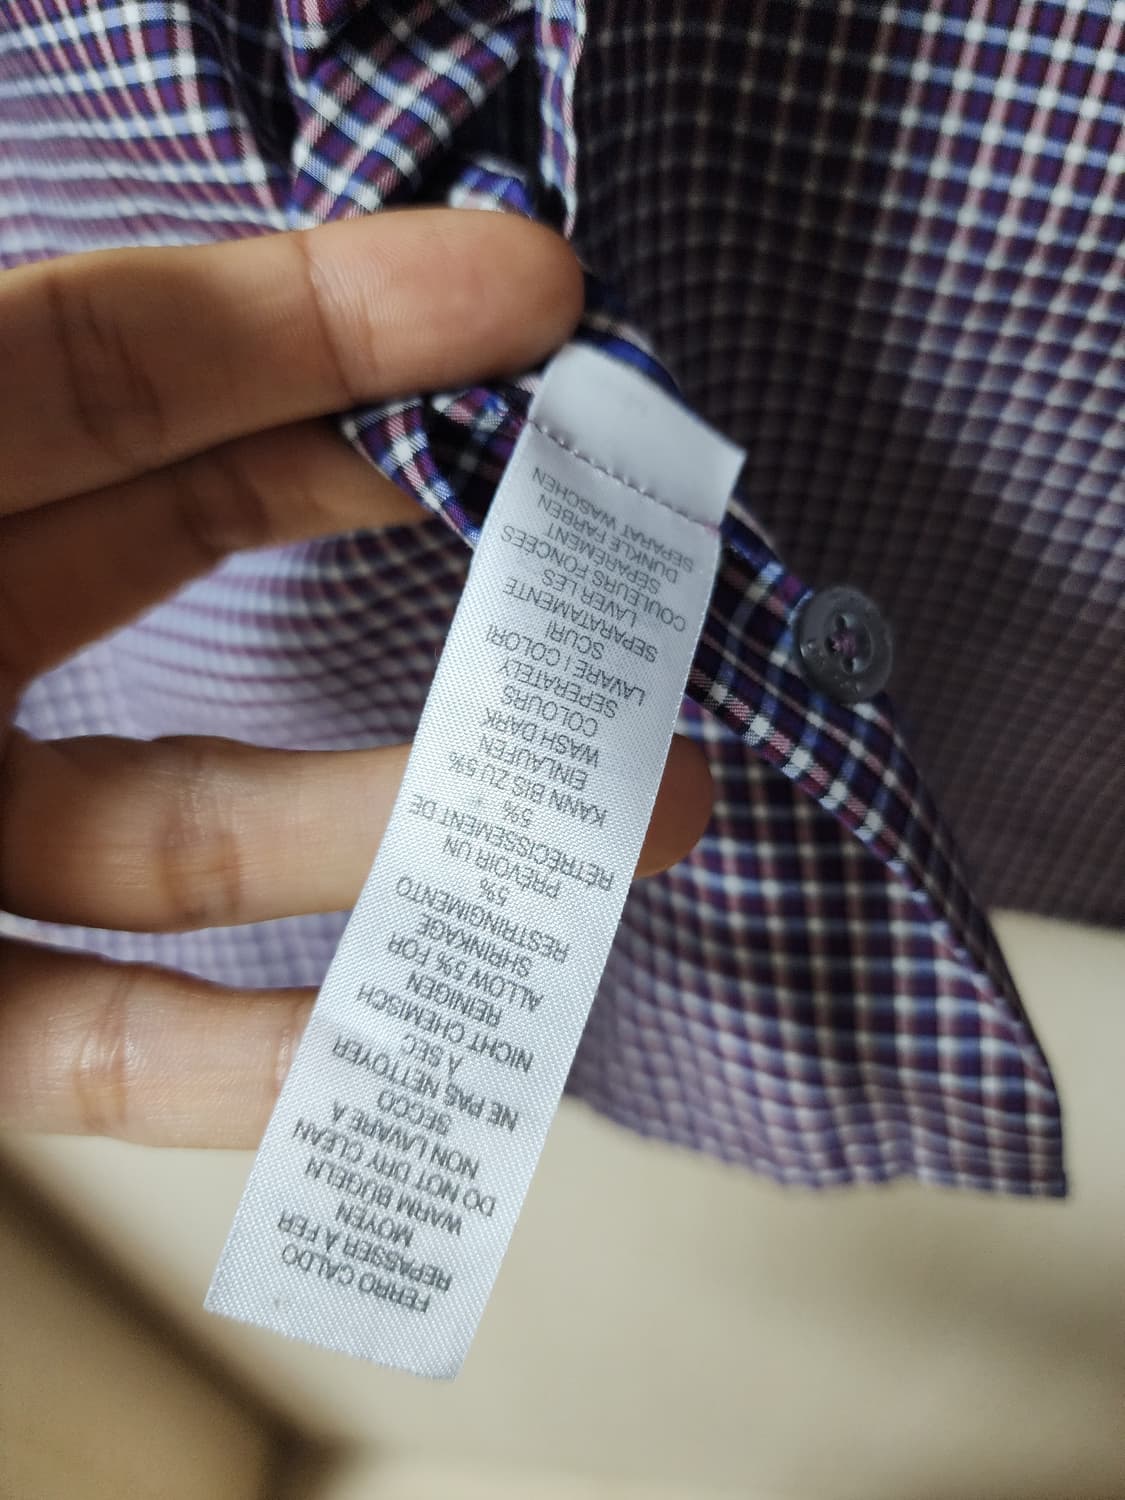 FERRO CALDO
REPASSER À FER
MOYEN
WARM BÜGELN
DO NOT DRY CLEAN
NON LAVARE A
SECCO
NE PAS NETTOYER
À SEC
NICHT CHEMISCH
REINIGEN
ALLOW 5% FOR
SHRINKAGE
RESTRINGIMENTO
5%
PRÉVOIR UN
RÉTRECISSEMENT DE
5%
KANN BIS ZU 5%
EINLAUFEN
WASH DARK
COLOURS
SEPERATELY
LAVARE I COLORI
SCURI
SEPARATAMENTE
LAVER LES
COULEURS FONCÉES
SÉPARÉMENT
DUNKLE FARBEN
SEPARAT WASCHEN